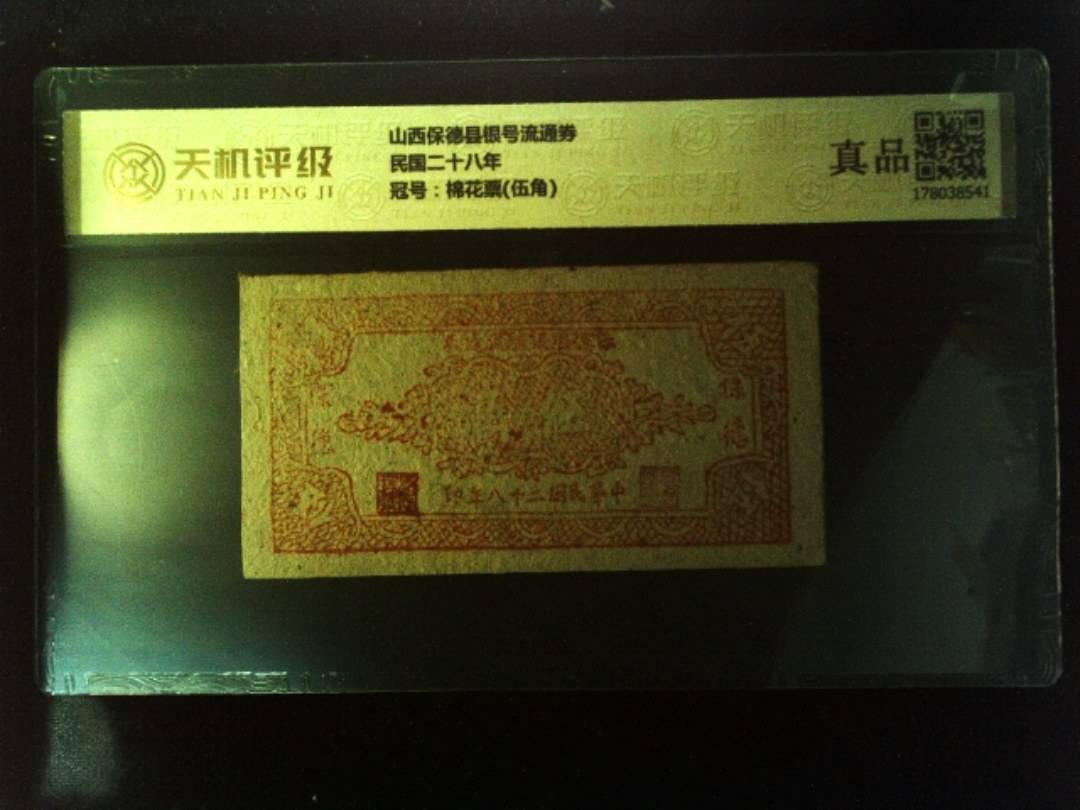 天机评级
TIAN JI PING JI
山西保德县银号流通券
民国二十八年
冠号：棉花票(伍角)
真品
178038541
保德
中華民国二十八年印